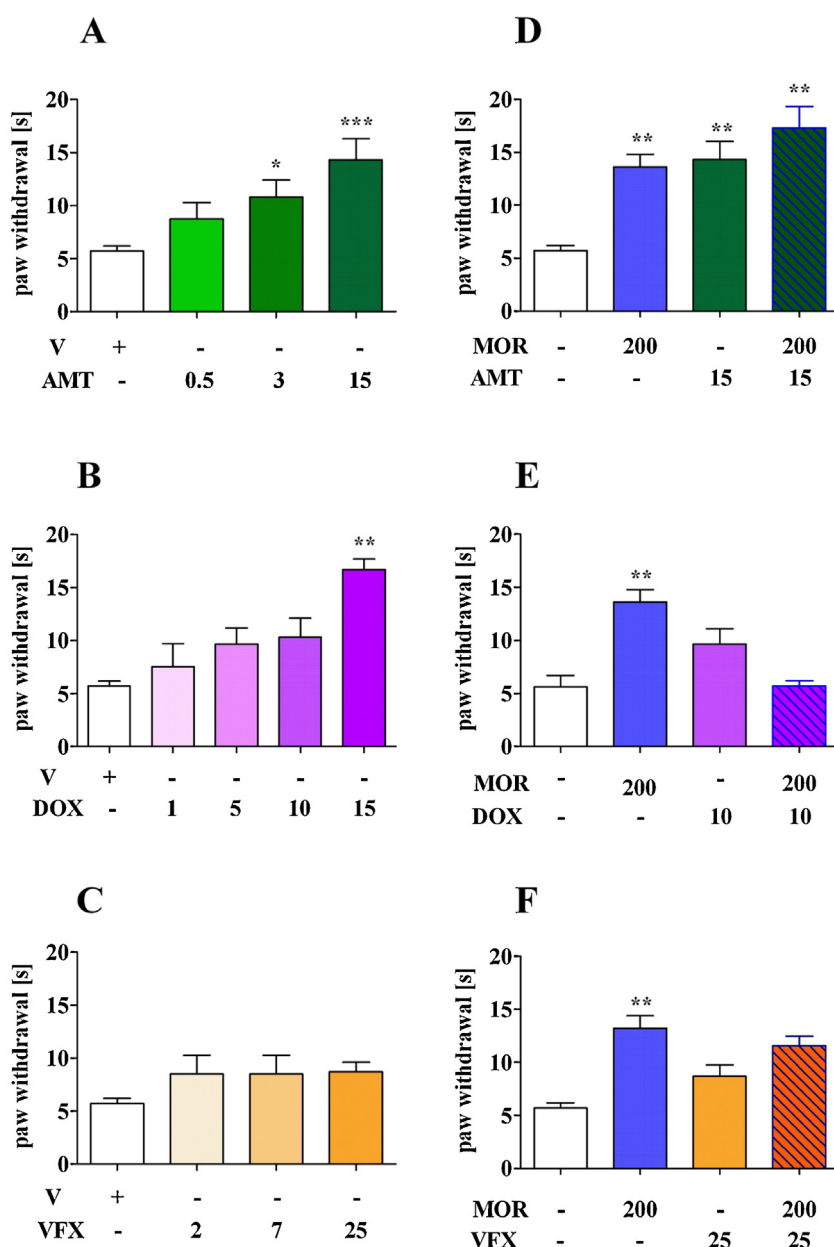 A
paw withdrawal [s]
20
15
10
5
0
*
***
V + - - -
AMT - 0.5 3 15
D
paw withdrawal [s]
20
15
10
5
0
**
**
**
MOR - 200 - 200
AMT - - 15 15
B
paw withdrawal [s]
20
15
10
5
0
**
V + - - - -
DOX - 1 5 10 15
E
paw withdrawal [s]
20
15
10
5
0
**
MOR - 200 - 200
DOX - - 10 10
C
paw withdrawal [s]
20
15
10
5
0
V + - - -
VFX - 2 7 25
F
paw withdrawal [s]
20
15
10
5
0
**
MOR - 200 - 200
VFX - - 25 25